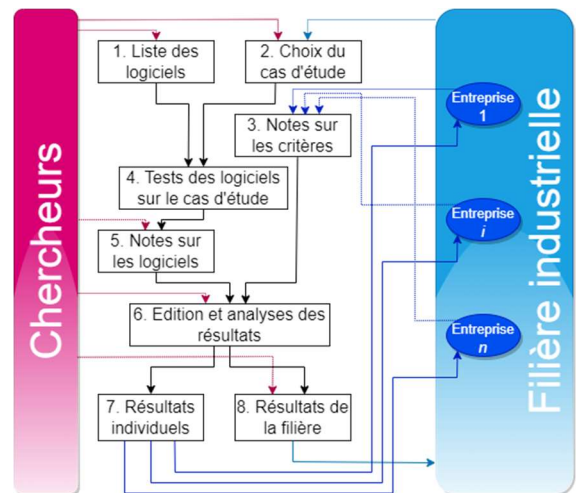 Chercheurs
1. Liste des
logiciels
2. Choix du
cas d'étude
3. Notes sur
les critères
4. Tests des logiciels
sur le cas d'étude
5. Notes sur
les logiciels
6. Edition et analyses des
résultats
7. Résultats
individuels
8. Résultats de
la filière
Entreprise
1
Entreprise
i
Entreprise
n
Filière industrielle